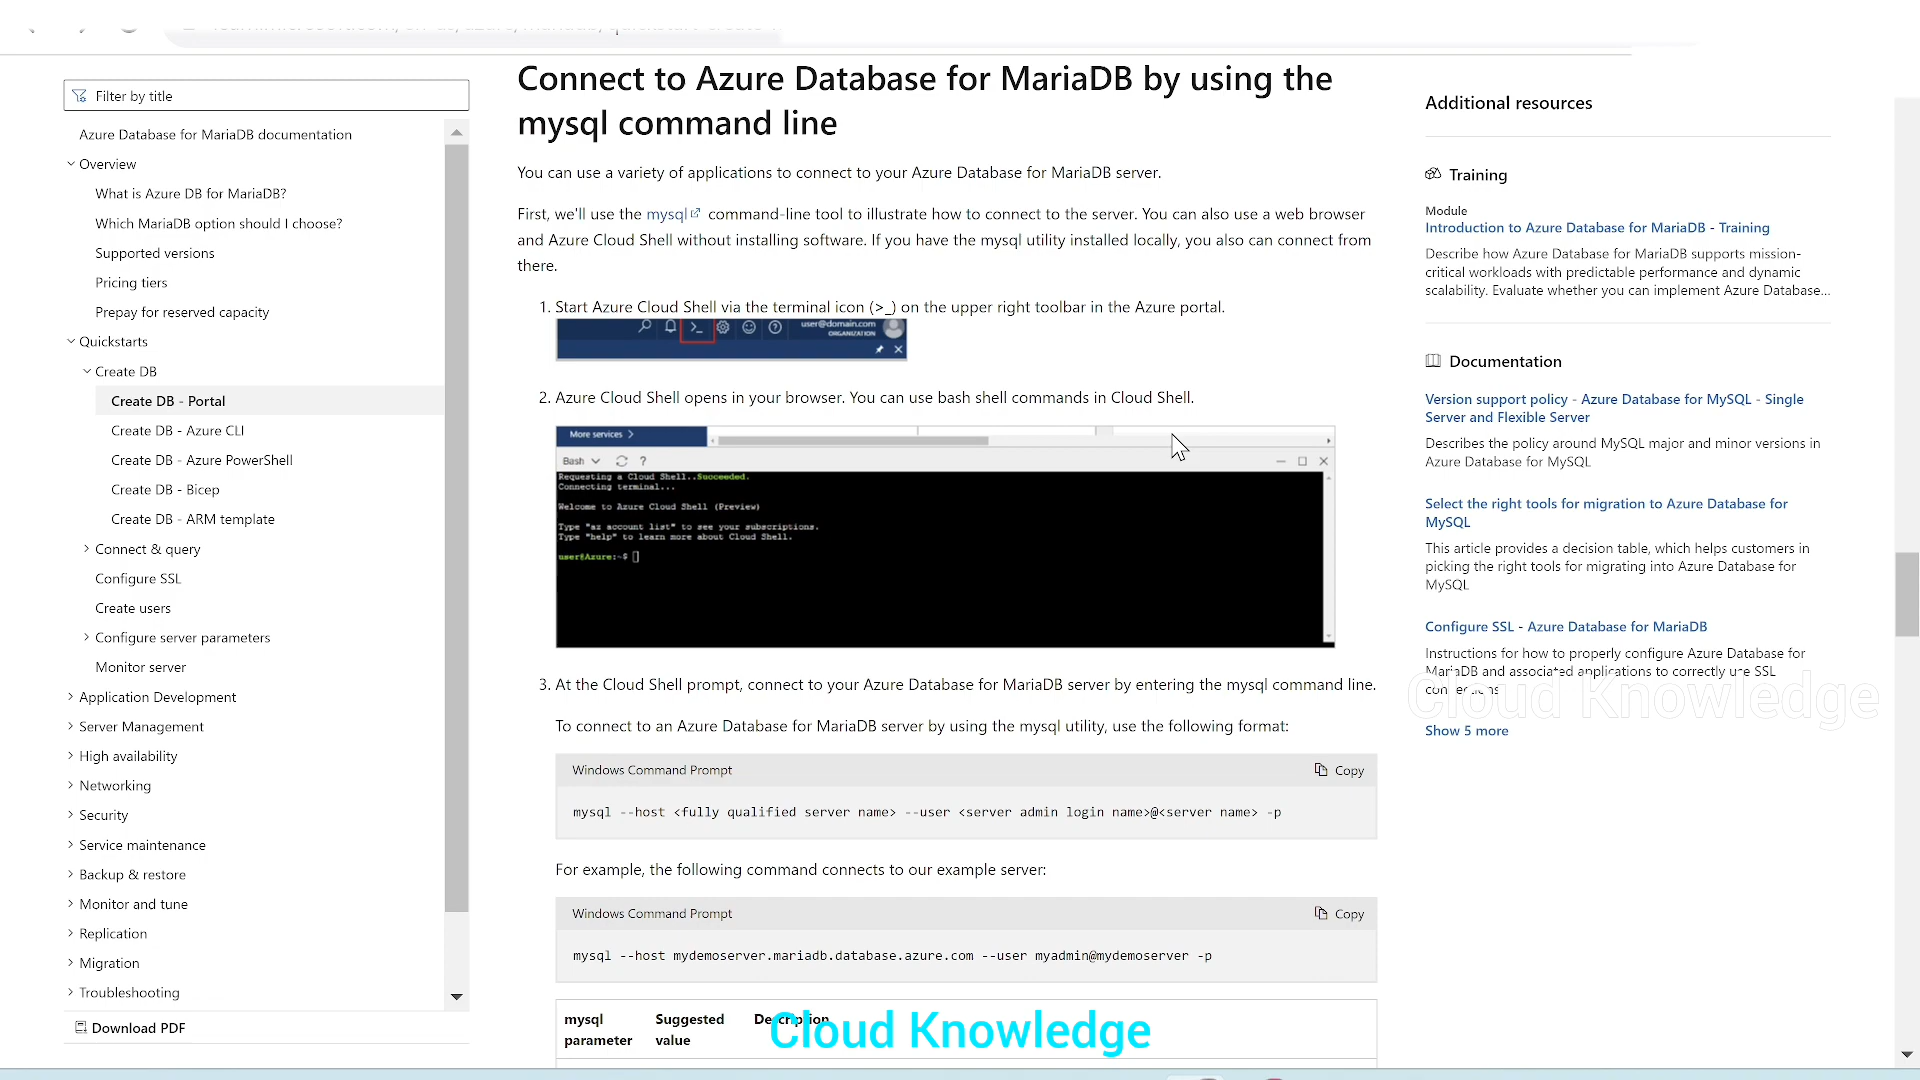 Filter by title
Azure Database for MariaDB documentation
Overview
What is Azure DB for MariaDB?
Which MariaDB option should I choose?
Supported versions
Pricing tiers
Prepay for reserved capacity
Quickstarts
Create DB
Create DB - Portal
Create DB - Azure CLI
Create DB - Azure PowerShell
Create DB - Bicep
Create DB - ARM template
Connect & query
Configure SSL
Create users
Configure server parameters
Monitor server
Application Development
Server Management
High availability
Networking
Security
Service maintenance
Backup & restore
Monitor and tune
Replication
Migration
Troubleshooting
Download PDF
Connect to Azure Database for MariaDB by using the
mysql command line
You can use a variety of applications to connect to your Azure Database for MariaDB server.
First, we'll use the mysql command-line tool to illustrate how to connect to the server. You can also use a web browser
and Azure Cloud Shell without installing software. If you have the mysql utility installed locally, you also can connect from
there.
1. Start Azure Cloud Shell via the terminal icon (>_) on the upper right toolbar in the Azure portal.
user@domain.com
ORGANIZATION
2. Azure Cloud Shell opens in your browser. You can use bash shell commands in Cloud Shell.
More services >
Bash
Requesting a Cloud Shell..Succeeded.
Connecting terminal...
Welcome to Azure Cloud Shell (Preview)
Type "az account list" to see your subscriptions.
Type "help" to learn more about Cloud Shell.
user@Azure:~$
3. At the Cloud Shell prompt, connect to your Azure Database for MariaDB server by entering the mysql command line.
To connect to an Azure Database for MariaDB server by using the mysql utility, use the following format:
Windows Command Prompt
Copy
mysql --host <fully qualified server name> --user <server admin login name>@<server name> -p
For example, the following command connects to our example server:
Windows Command Prompt
Copy
mysql --host mydemoserver.mariadb.database.azure.com --user myadmin@mydemoserver -p
mysql parameter
Suggested value
Description
Cloud Knowledge
Additional resources
Training
Module
Introduction to Azure Database for MariaDB - Training
Describe how Azure Database for MariaDB supports mission-
critical workloads with predictable performance and dynamic
scalability. Evaluate whether you can implement Azure Database...
Documentation
Version support policy - Azure Database for MySQL - Single
Server and Flexible Server
Describes the policy around MySQL major and minor versions in
Azure Database for MySQL
Select the right tools for migration to Azure Database for
MySQL
This article provides a decision table, which helps customers in
picking the right tools for migrating into Azure Database for
MySQL
Configure SSL - Azure Database for MariaDB
Instructions for how to properly configure Azure Database for
MariaDB and associated applications to correctly use SSL
connections
Cloud Knowledge
Show 5 more